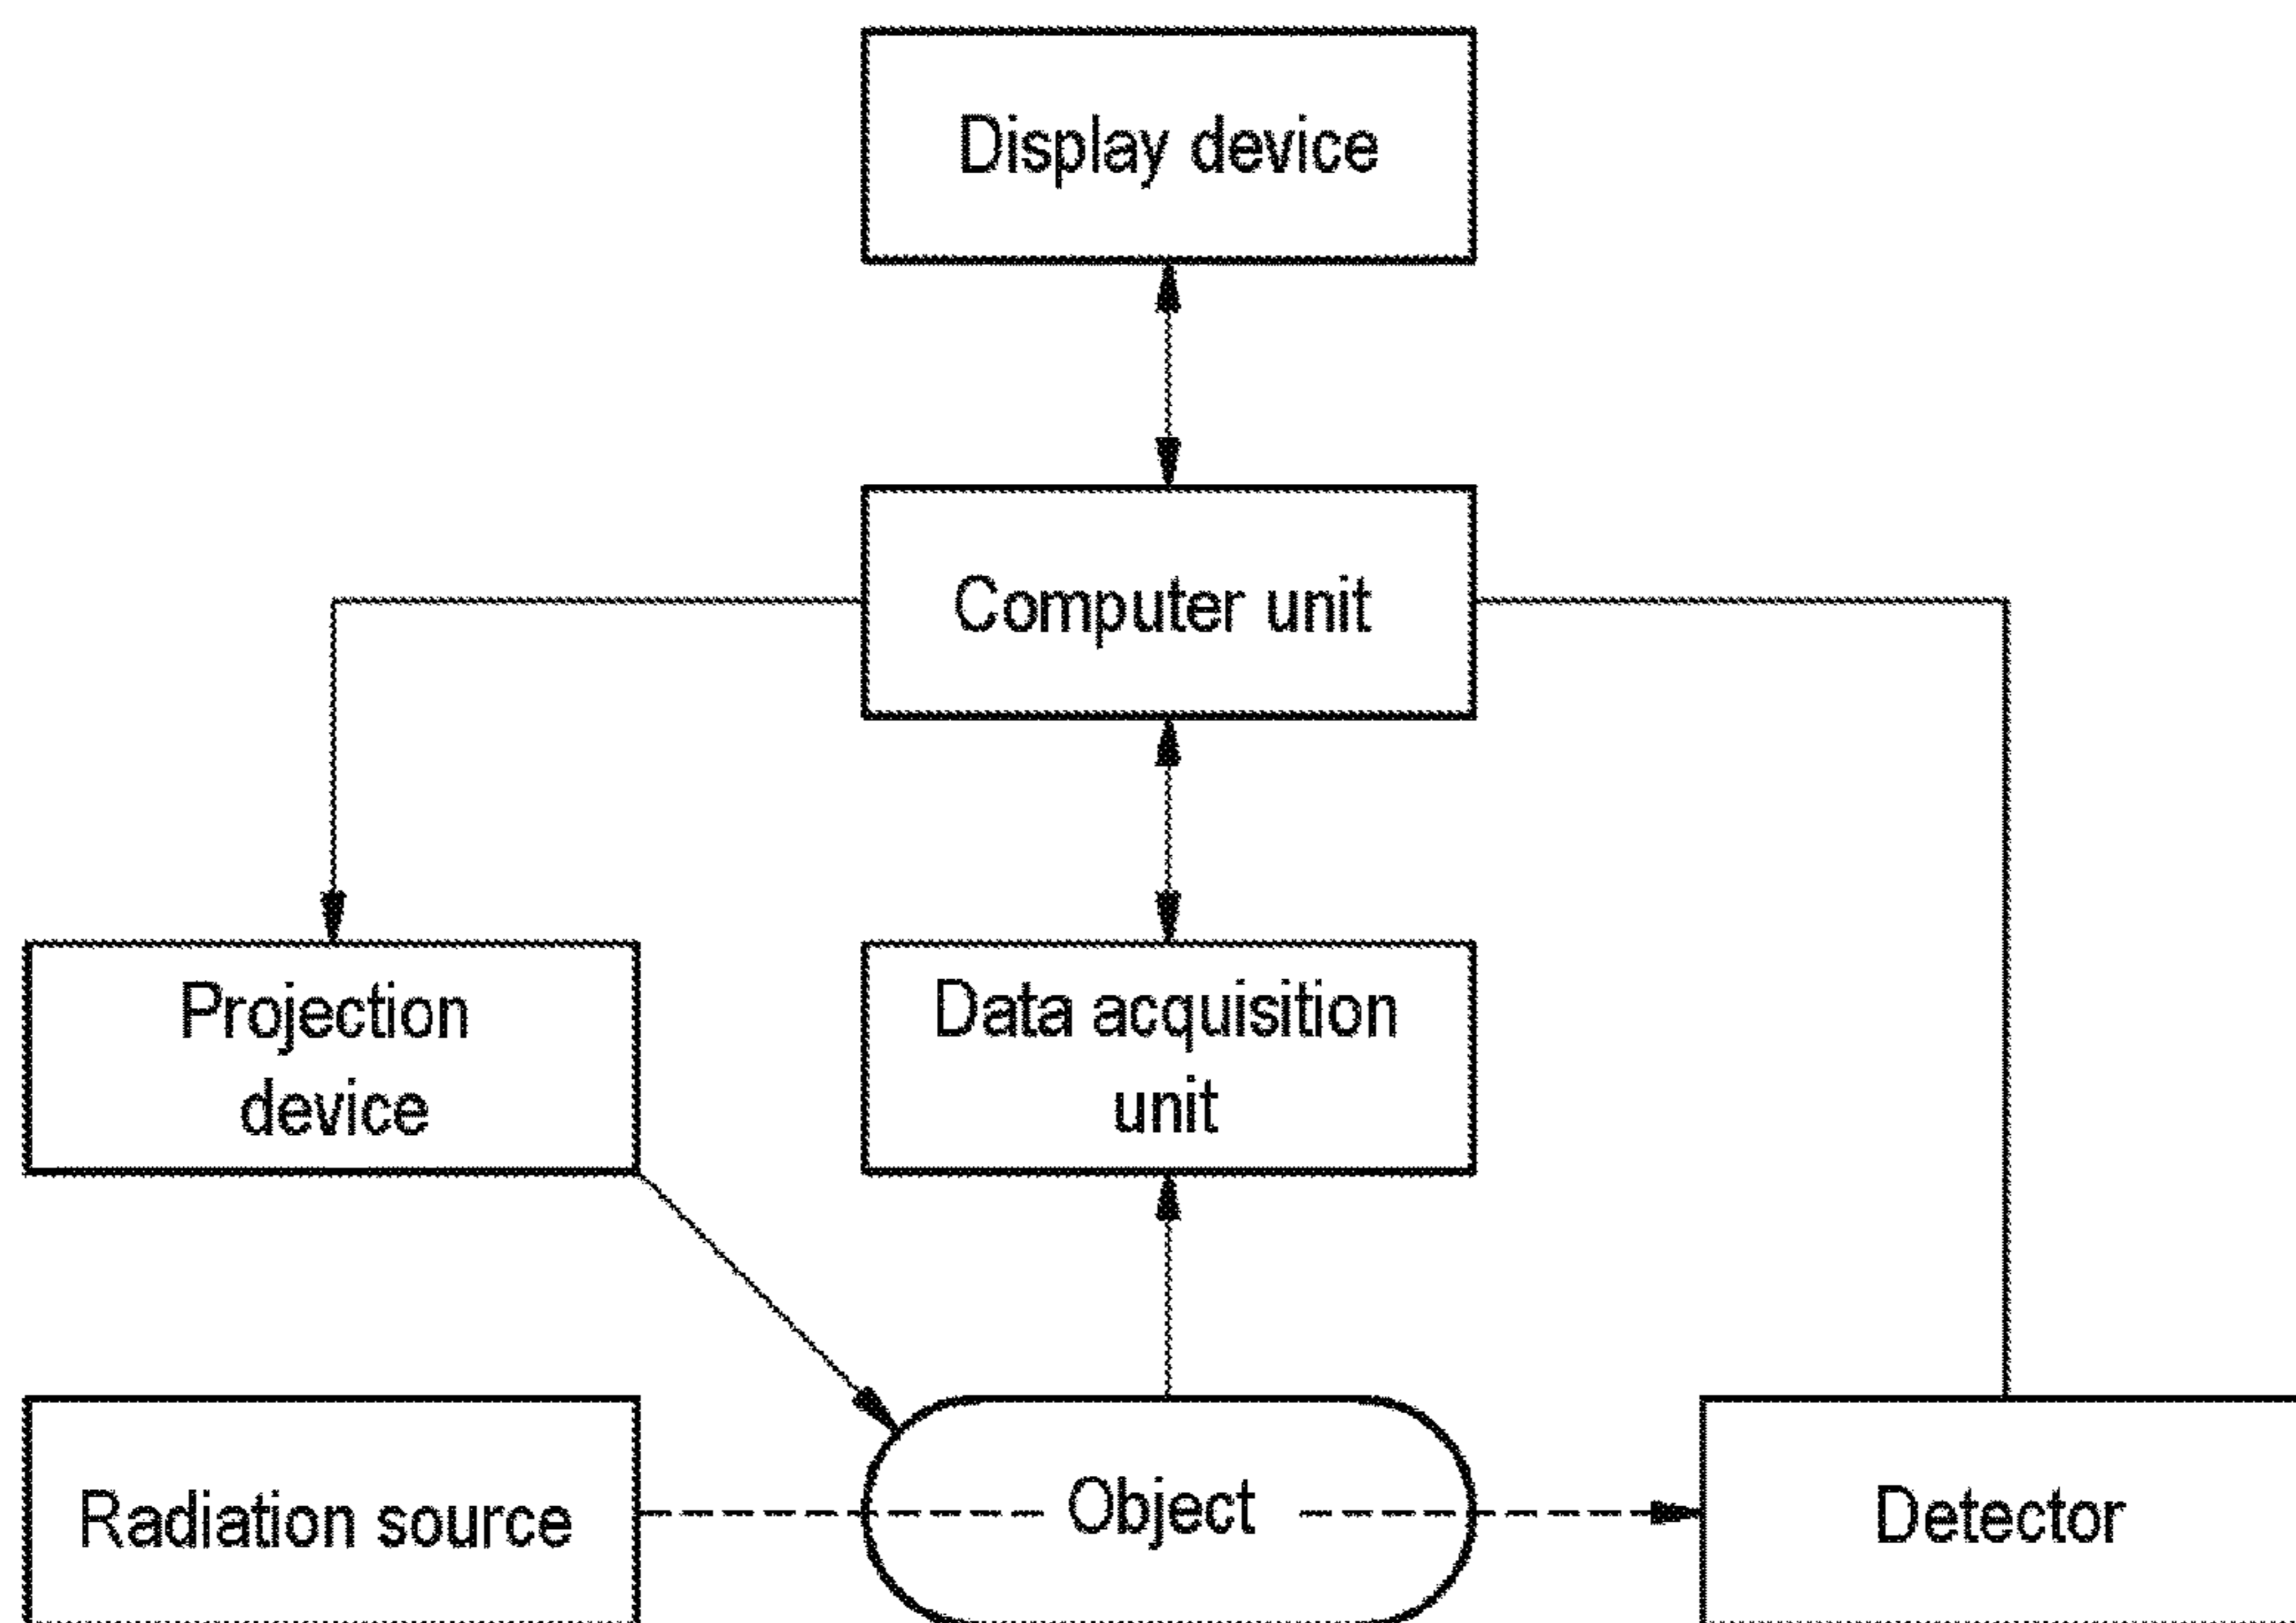 Display device
Computer unit
Projection
device
Data acquisition
unit
Radiation source
Object
Detector